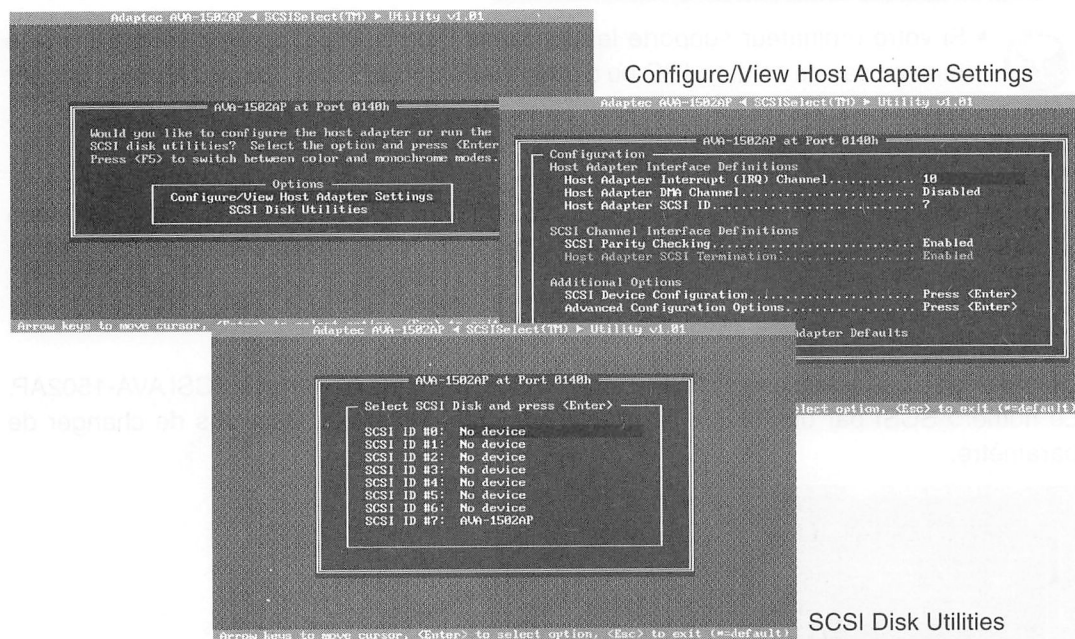 Adaptec AVA-1502AP ◄ SCSISelect(TM) ► Utility v1.01
AVA-1502AP at Port 0140h
Would you like to configure the host adapter or run the
SCSI disk utilities? Select the option and press <Enter
Press <F5> to switch between color and monochrome modes.
Options
Configure/View Host Adapter Settings
SCSI Disk Utilities
Arrow keys to move cursor, <Enter> to select option, <Esc> to exit
Configure/View Host Adapter Settings
Adaptec AVA-1502AP ◄ SCSISelect(TM) ► Utility v1.01
AVA-1502AP at Port 0140h
Configuration
Host Adapter Interface Definitions
Host Adapter Interrupt (IRQ) Channel............ 10
Host Adapter DMA Channel........................ Disabled
Host Adapter SCSI ID............................ 7
SCSI Channel Interface Definitions
SCSI Parity Checking............................ Enabled
Host Adapter SCSI Termination................... Enabled
Additional Options
SCSI Device Configuration....................... Press <Enter>
Advanced Configuration Options.................. Press <Enter>
dapter Defaults
lect option, <Esc> to exit (*=default)
Adaptec AVA-1502AP ◄ SCSISelect(TM) ► Utility v1.01
AVA-1502AP at Port 0140h
Select SCSI Disk and press <Enter>
SCSI ID #0: No device
SCSI ID #1: No device
SCSI ID #2: No device
SCSI ID #3: No device
SCSI ID #4: No device
SCSI ID #5: No device
SCSI ID #6: No device
SCSI ID #7: AVA-1502AP
Arrow keys to move cursor, <Enter> to select option, <Esc> to exit (*=default)
SCSI Disk Utilities